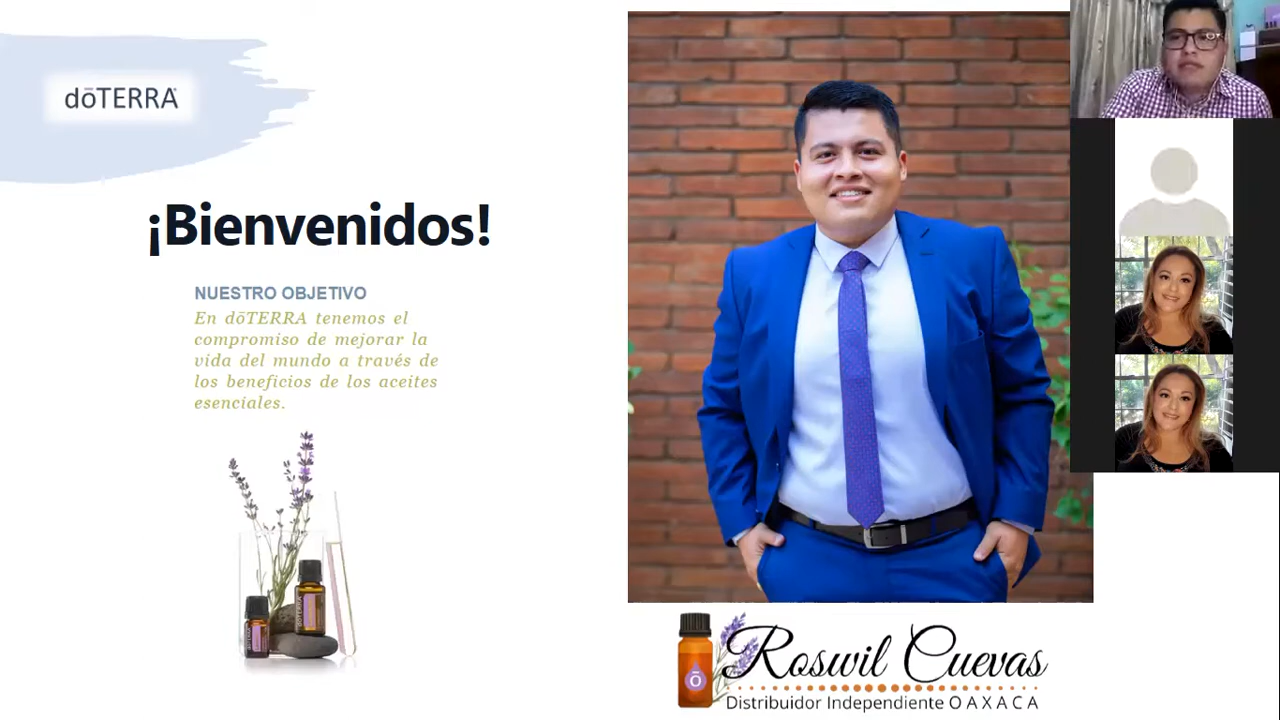 dōTERRA
¡Bienvenidos!
NUESTRO OBJETIVO
En dōTERRA tenemos el
compromiso de mejorar la
vida del mundo a través de
los beneficios de los aceites
esenciales.
dōTERRA
ō
Roswil Cuevas
Distribuidor Independiente OAXACA